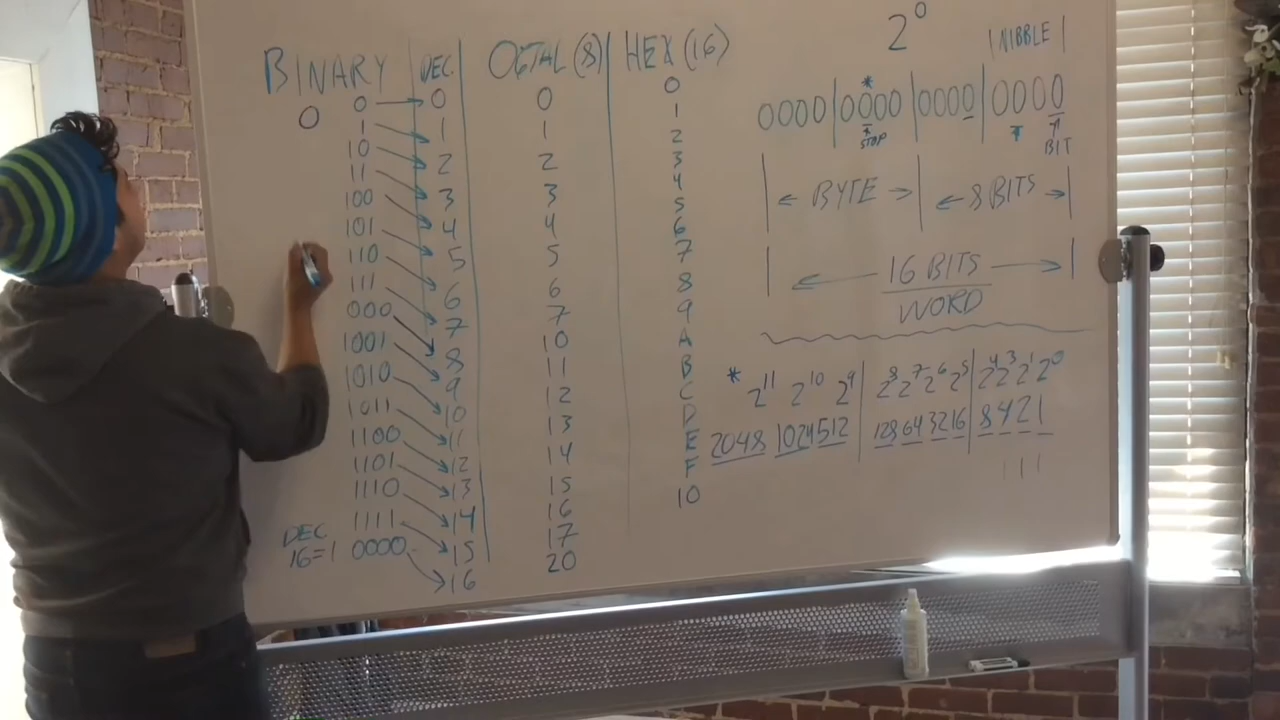 BINARY DEC. OCTAL (8) HEX (16)
0 0 0 0 0
1 1 1 1
10 2 2 2
11 3 3 3
100 4 4 4
101 5 5 5
110 6 6 6
111 7 7 7
000 8 10 8
1001 9 11 9
1010 10 12 A
1011 11 13 B
1100 12 14 C
1101 13 15 D
1110 14 16 E
1111 15 17 F
DEC
16=1 0000 16 20 10
2⁰
|NIBBLE|
*
0000|0000|0000|0000
STOP
BIT
BYTE 8 BITS
16 BITS
WORD
* 2¹¹ 2¹⁰ 2⁹ 2⁸ 2⁷ 2⁶ 2⁵ 2⁴ 2³ 2¹ 2⁰
2048 1024 512 128 64 32 16 8 4 2 1
1 1 1